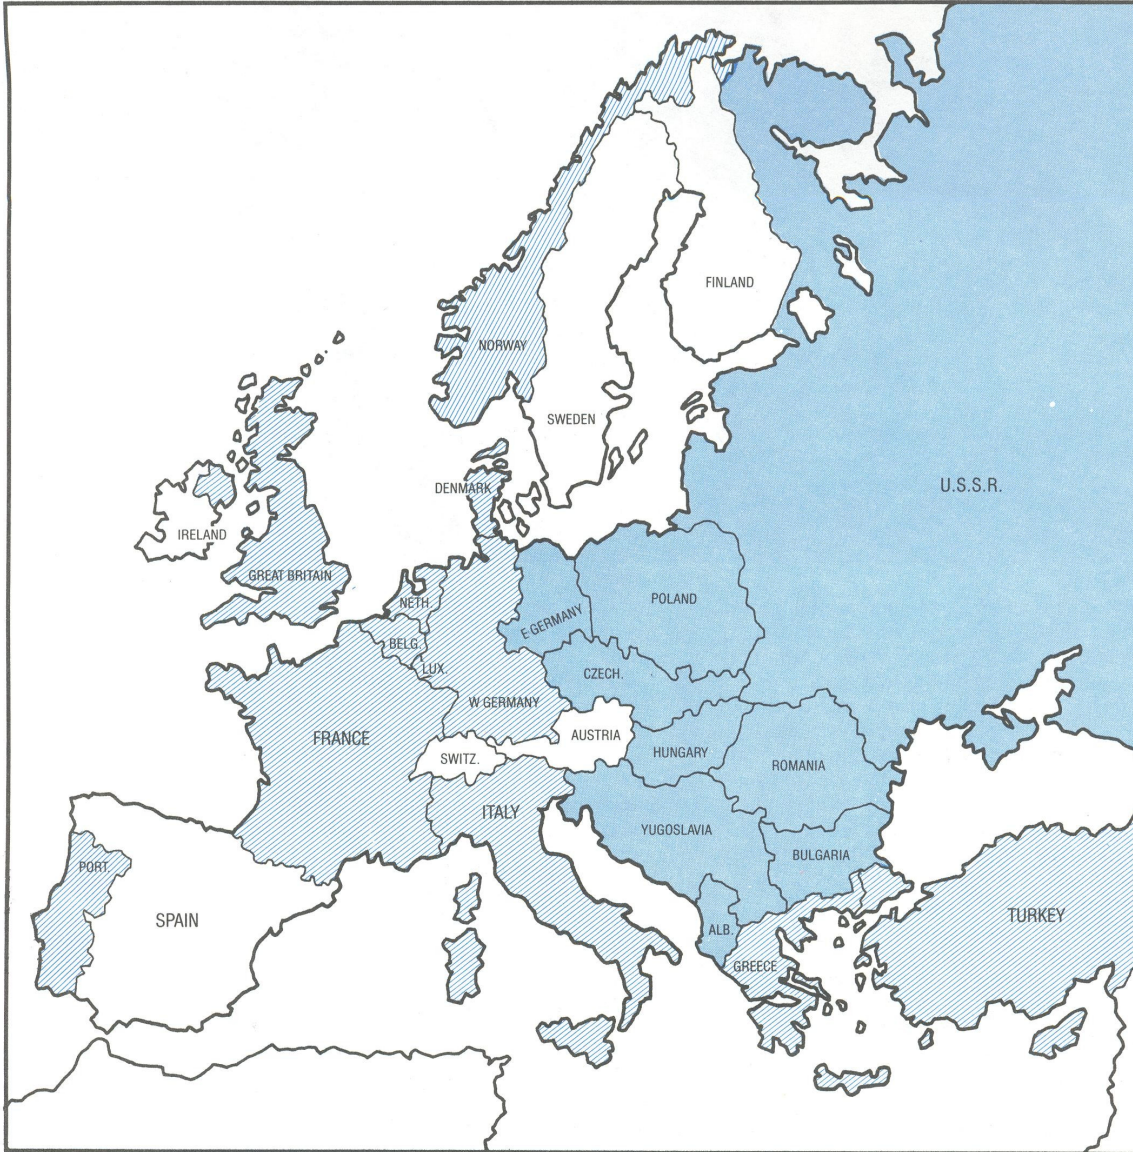 FINLAND
NORWAY
SWEDEN
U.S.S.R.
DENMARK
IRELAND
GREAT BRITAIN
NETH.
POLAND
E·GERMANY
BELG.
LUX.
CZECH.
W GERMANY
FRANCE
AUSTRIA
SWITZ.
HUNGARY
ROMANIA
ITALY
YUGOSLAVIA
BULGARIA
PORT.
SPAIN
TURKEY
ALB.
GREECE